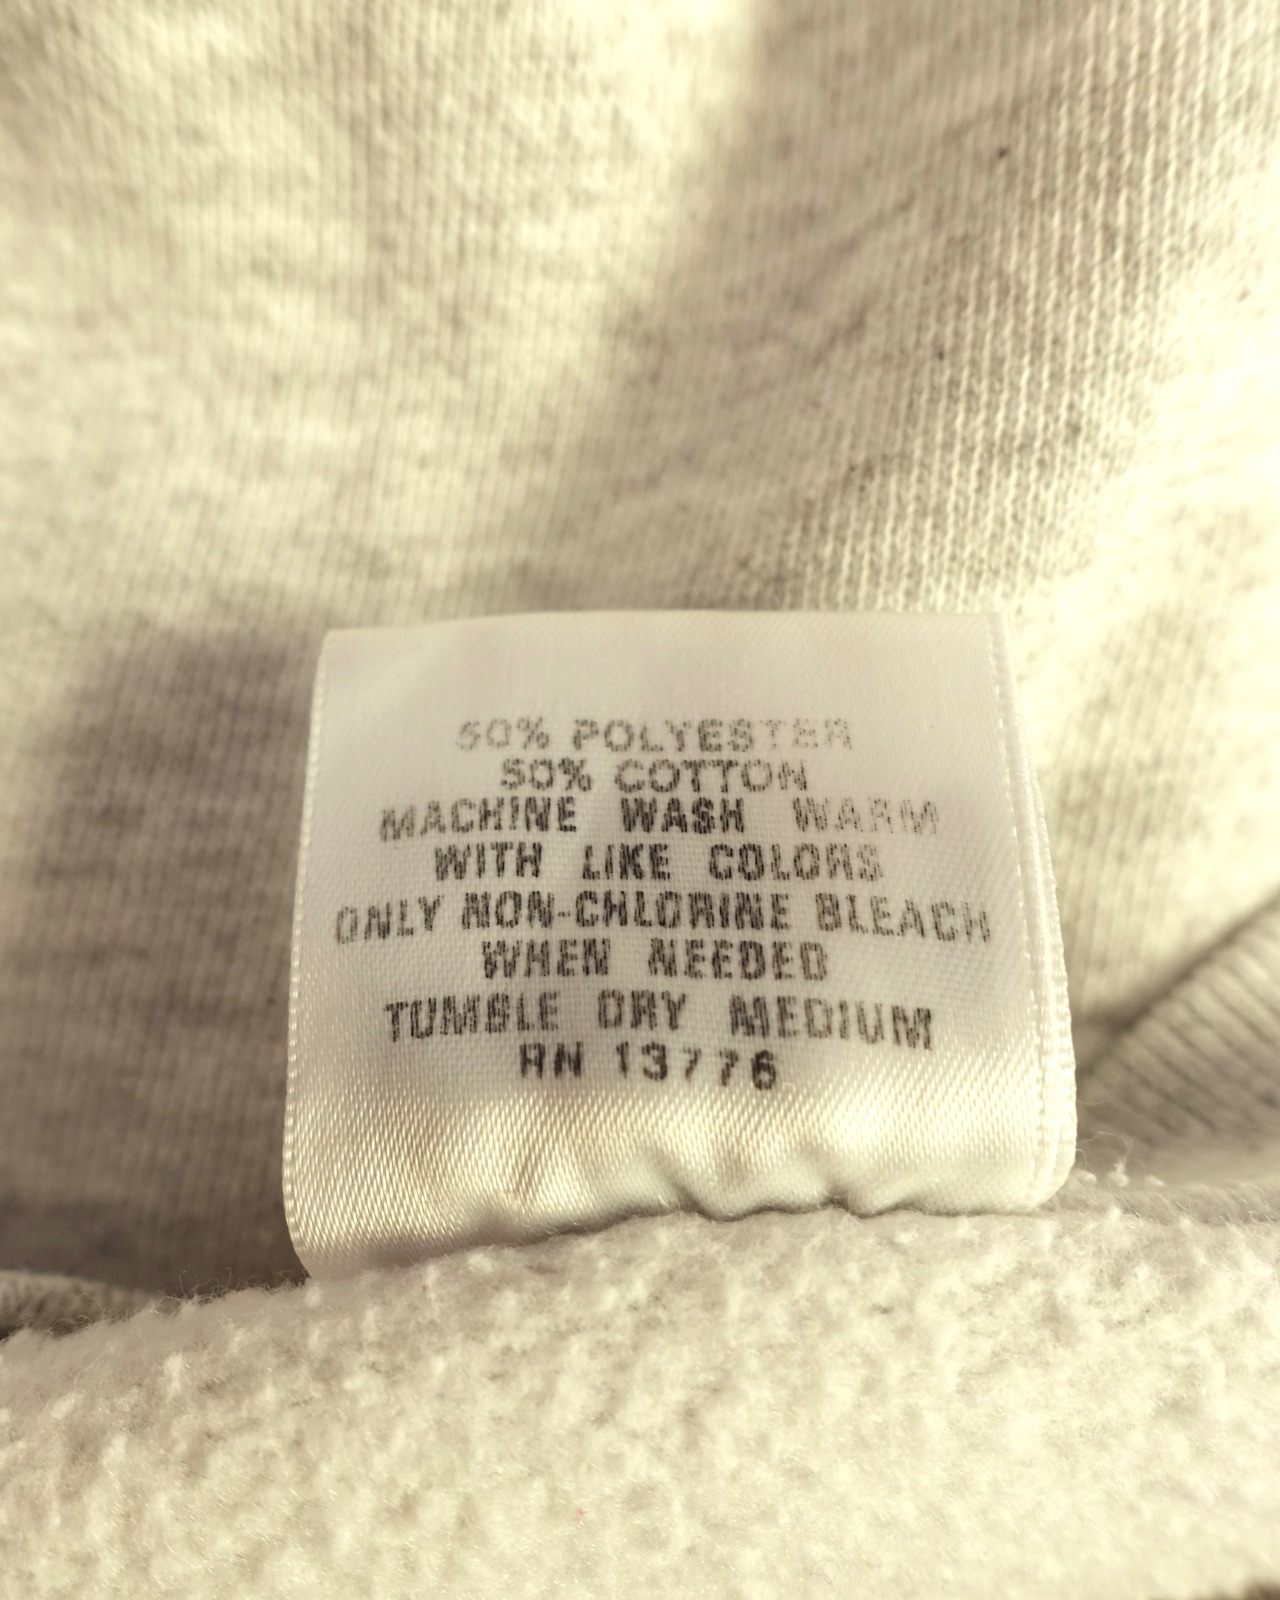 50% POLYESTER
50% COTTON
MACHINE WASH WARM
WITH LIKE COLORS
ONLY NON-CHLORINE BLEACH
WHEN NEEDED
TUMBLE DRY MEDIUM
RN 13776